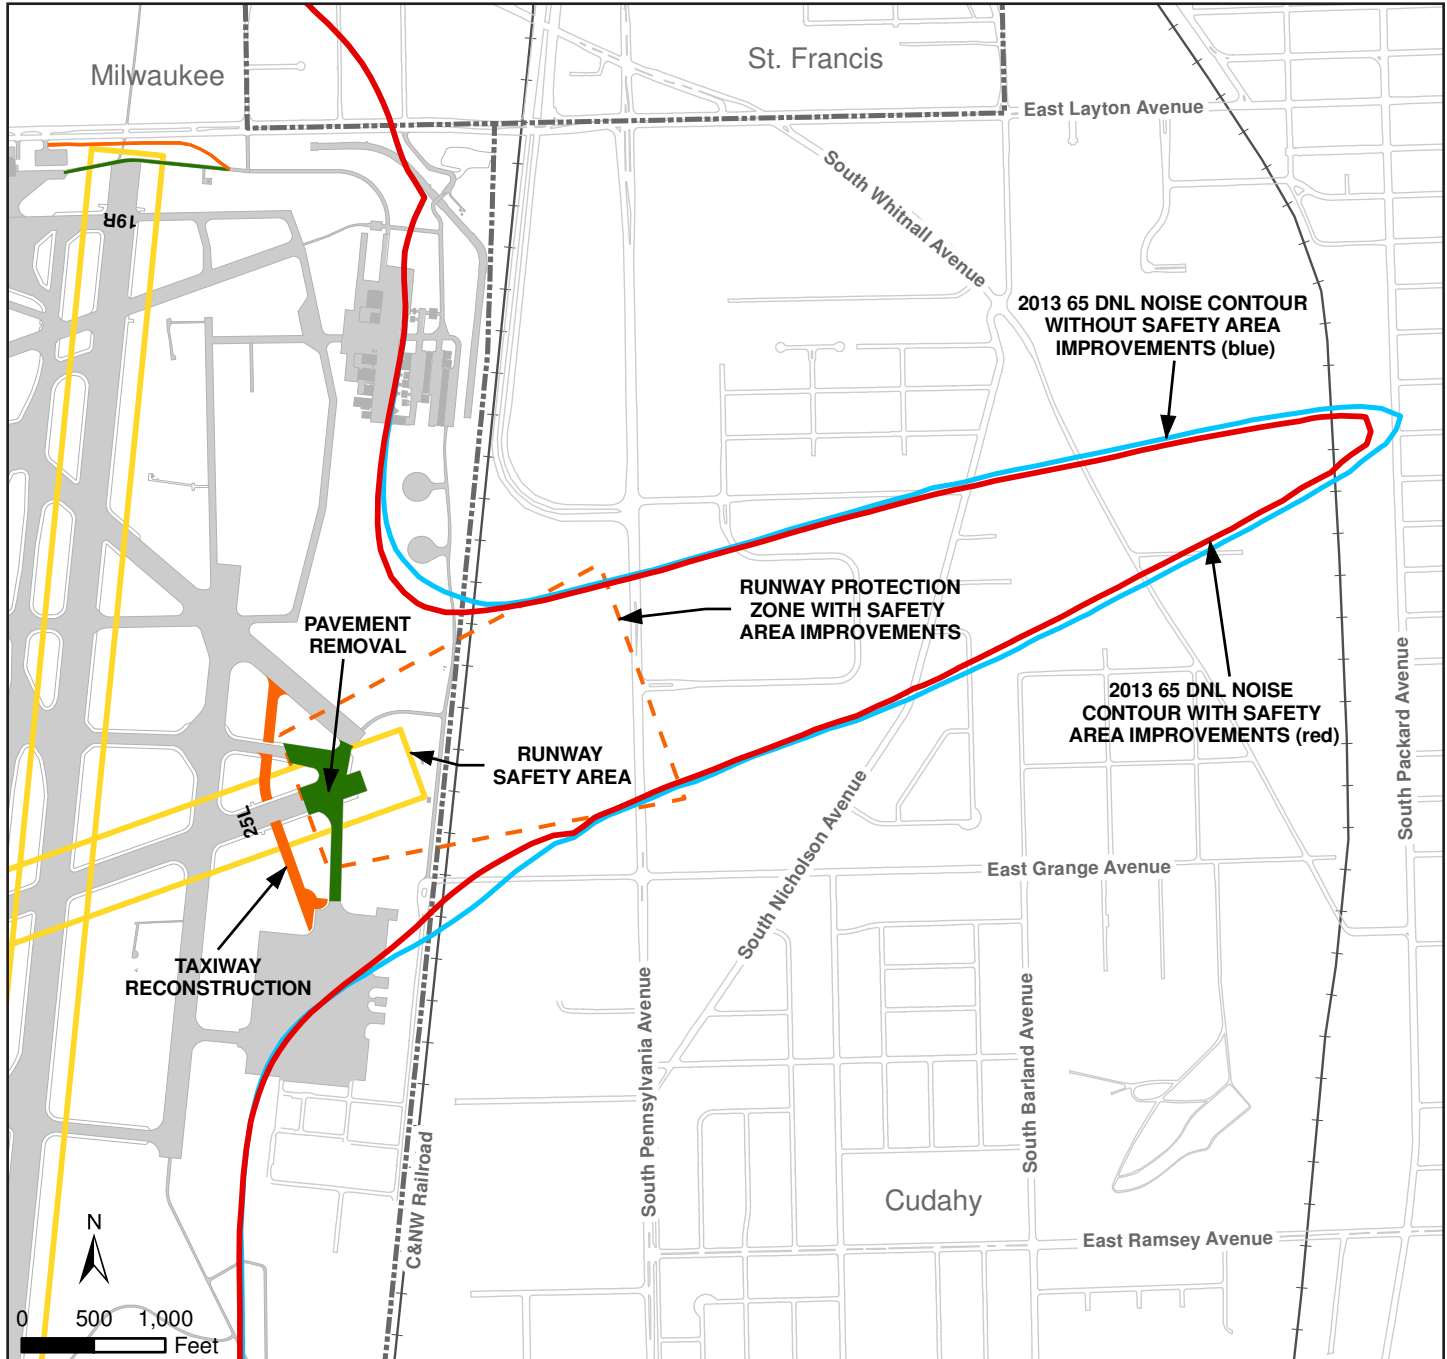 Milwaukee
St. Francis
East Layton Avenue
South Whitnall Avenue
19R
2013 65 DNL NOISE CONTOUR
WITHOUT SAFETY AREA
IMPROVEMENTS (blue)
RUNWAY PROTECTION
ZONE WITH SAFETY
AREA IMPROVEMENTS
PAVEMENT
REMOVAL
2013 65 DNL NOISE
CONTOUR WITH SAFETY
AREA IMPROVEMENTS (red)
South Packard Avenue
RUNWAY
SAFETY AREA
25L
South Nicholson Avenue
East Grange Avenue
TAXIWAY
RECONSTRUCTION
South Pennsylvania Avenue
South Barland Avenue
C&NW Railroad
Cudahy
East Ramsey Avenue
N
0 500 1,000
Feet